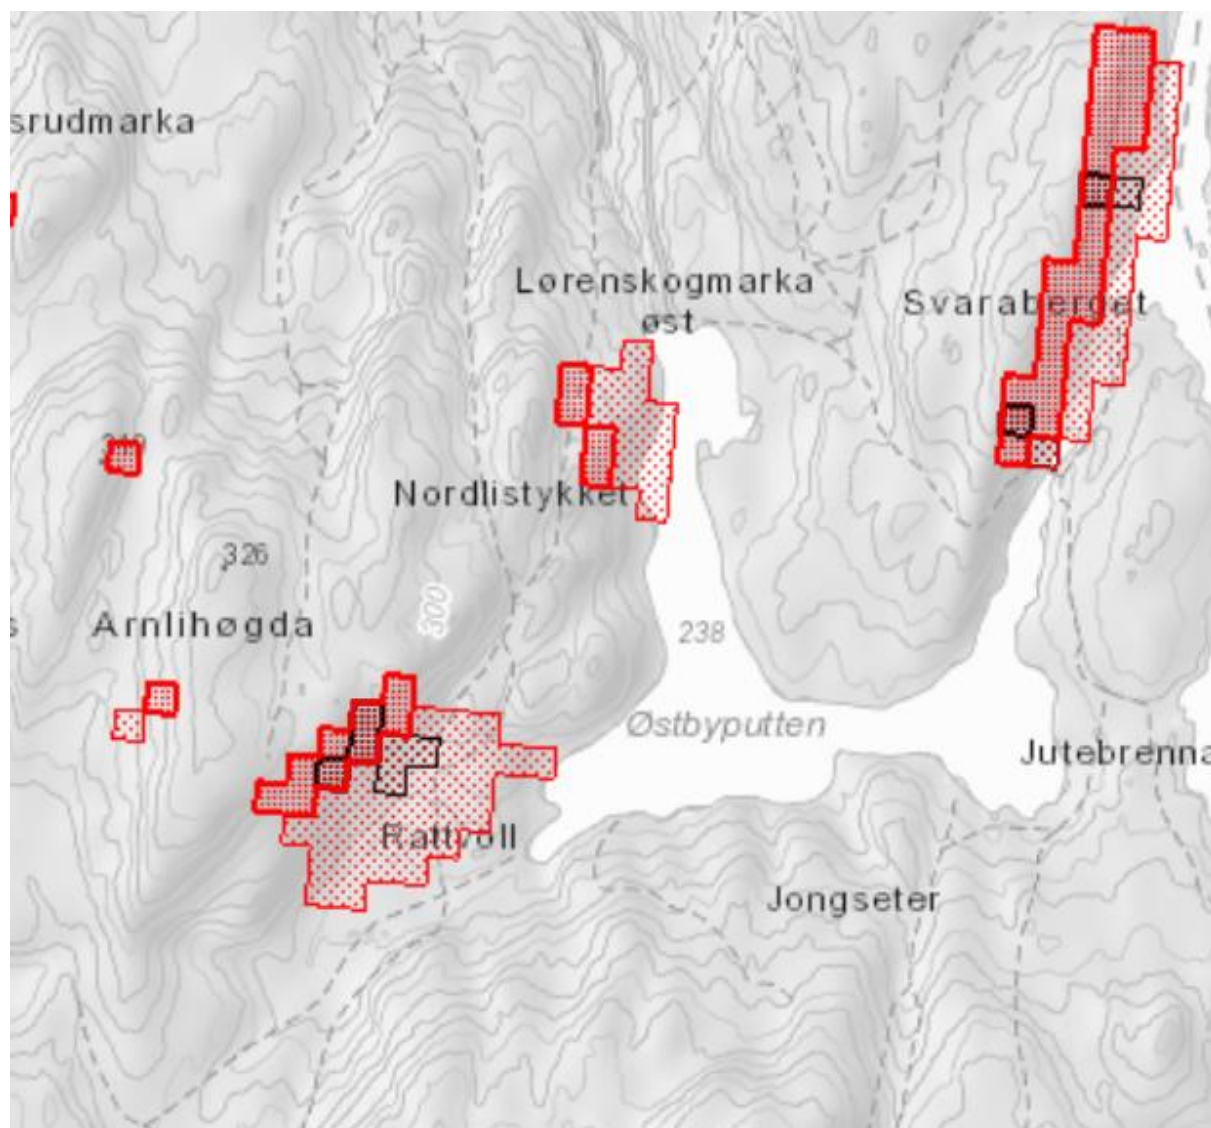 srudmarka
Lørenskogmarka
øst
Svaraberget
Nordlistykket
326
300
Arnlihøgda
s
238
Østbyputten
Jutebrenna
Rattvoll
Jongseter